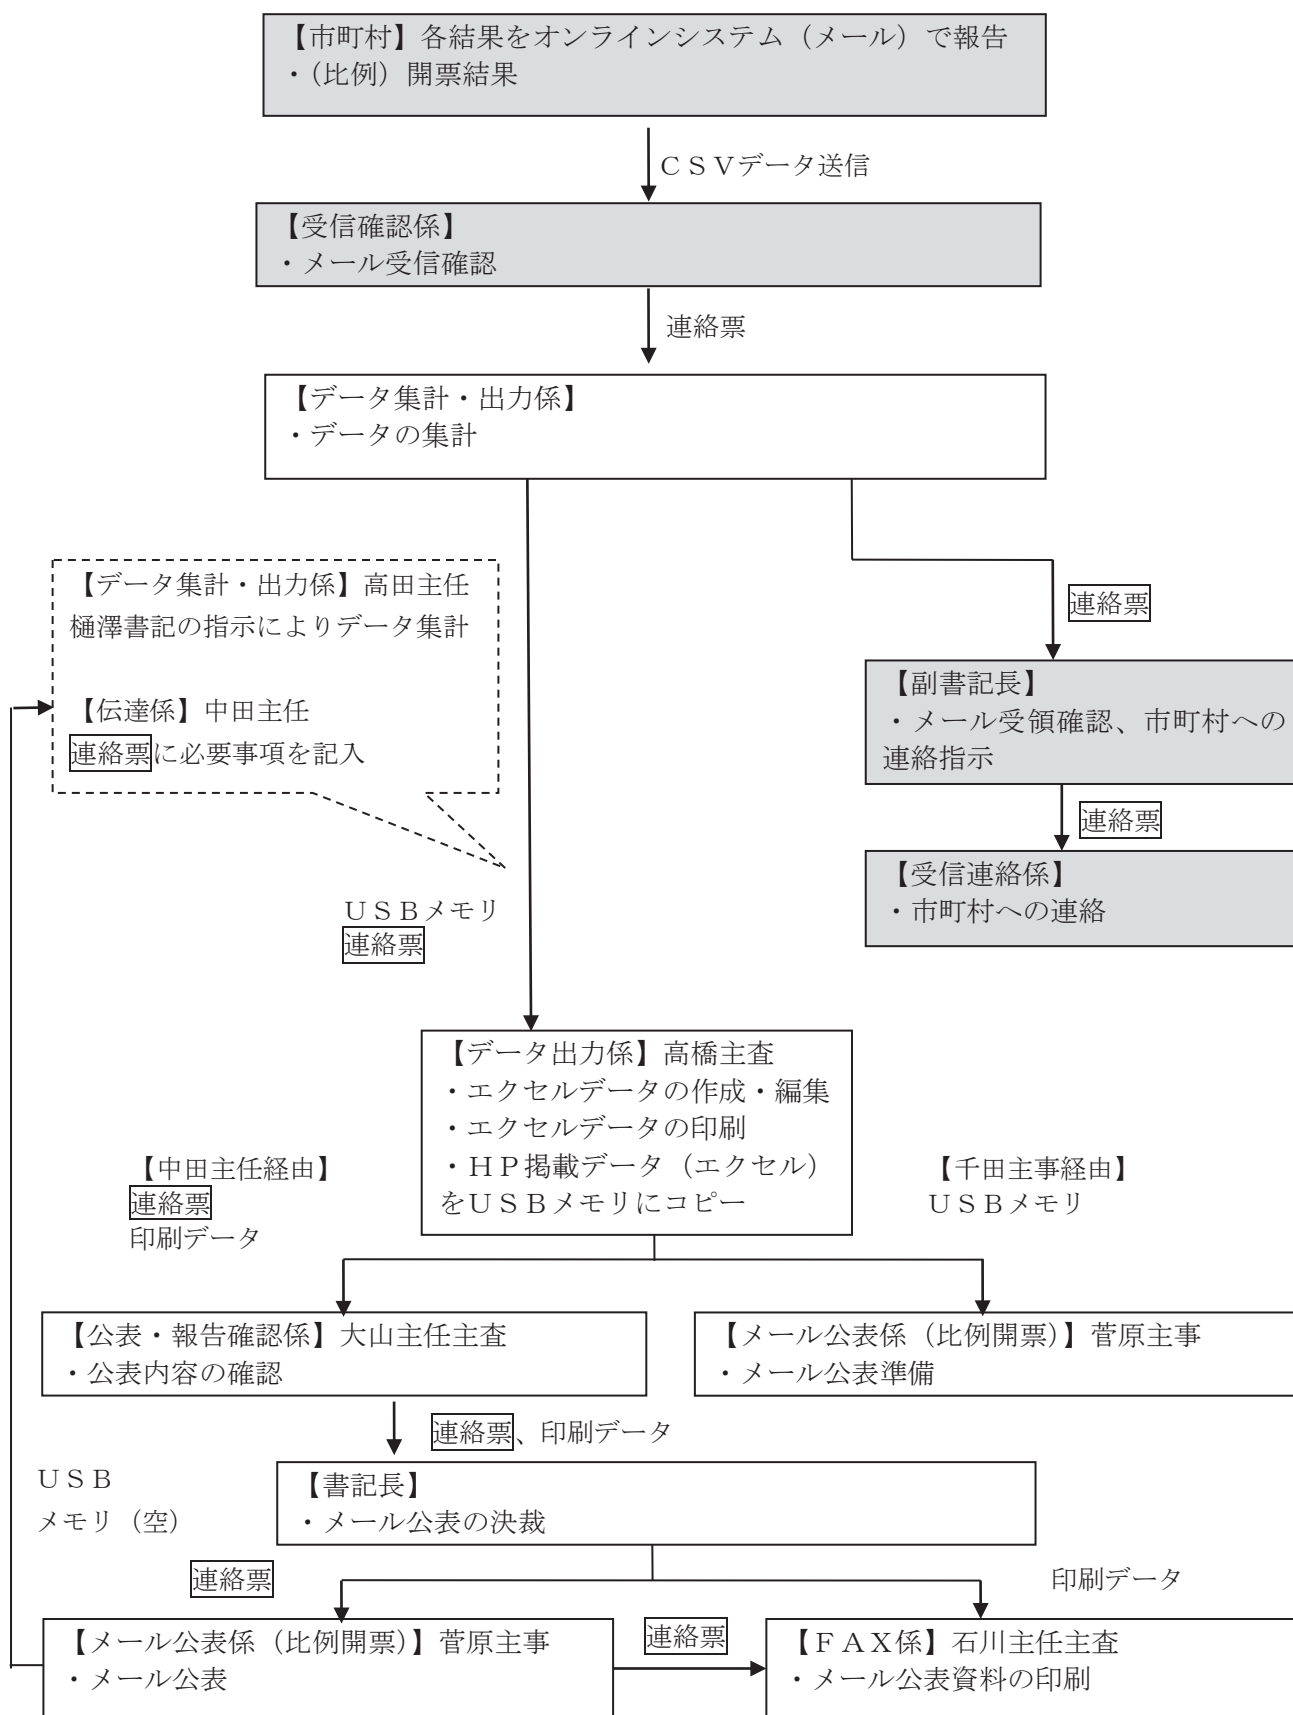 【市町村】各結果をオンラインシステム（メール）で報告
・（比例）開票結果
ＣＳＶデータ送信
【受信確認係】
・メール受信確認
連絡票
【データ集計・出力係】
・データの集計
【データ集計・出力係】高田主任
樋澤書記の指示によりデータ集計
【伝達係】中田主任
連絡票に必要事項を記入
連絡票
【副書記長】
・メール受領確認、市町村への
連絡指示
連絡票
【受信連絡係】
・市町村への連絡
ＵＳＢメモリ
連絡票
【データ出力係】高橋主査
・エクセルデータの作成・編集
・エクセルデータの印刷
・ＨＰ掲載データ（エクセル）
をＵＳＢメモリにコピー
【中田主任経由】
連絡票
印刷データ
【千田主事経由】
ＵＳＢメモリ
【公表・報告確認係】大山主任主査
・公表内容の確認
【メール公表係（比例開票）】菅原主事
・メール公表準備
連絡票、印刷データ
ＵＳＢ
メモリ（空）
【書記長】
・メール公表の決裁
連絡票
印刷データ
【メール公表係（比例開票）】菅原主事
・メール公表
連絡票
【ＦＡＸ係】石川主任主査
・メール公表資料の印刷